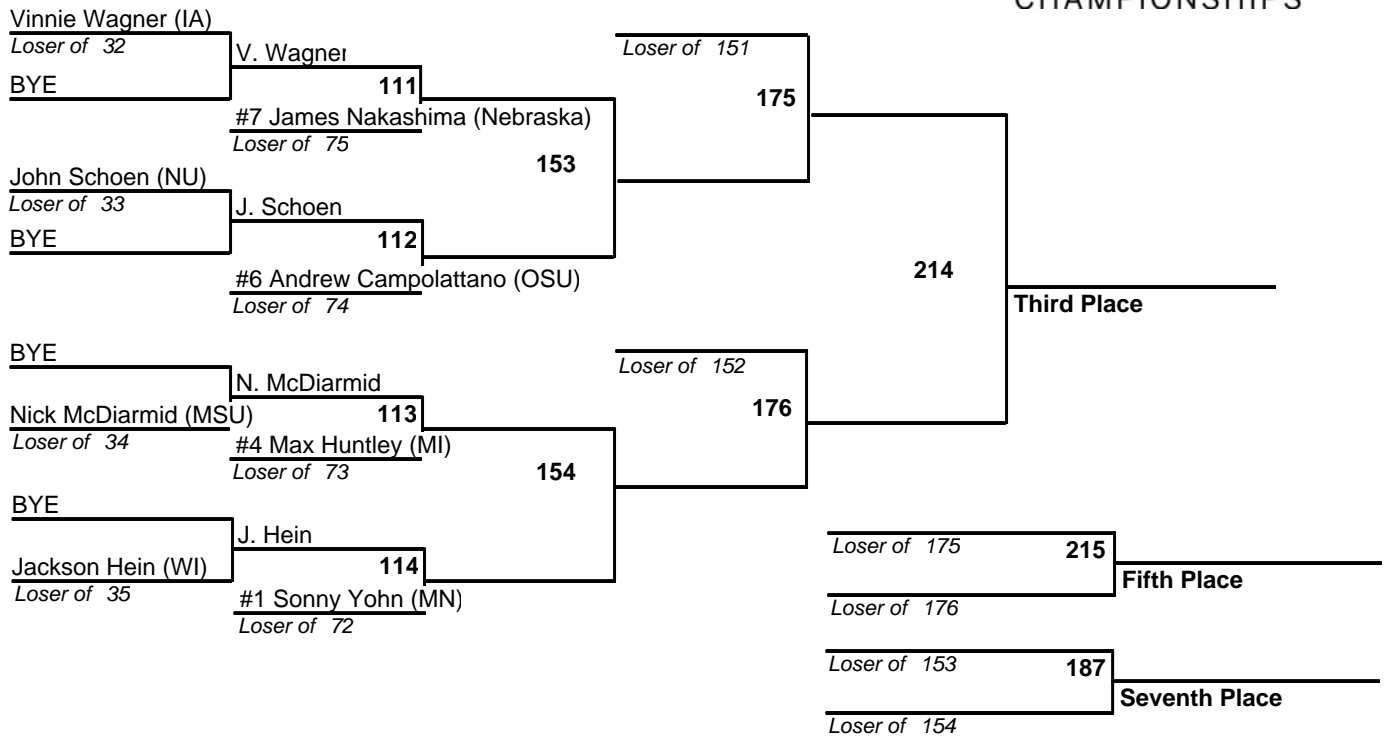 CHAMPIONSHIPS
Vinnie Wagner (IA)
Loser of 32
BYE
V. Wagner
111
#7 James Nakashima (Nebraska)
Loser of 75
John Schoen (NU)
Loser of 33
BYE
J. Schoen
112
#6 Andrew Campolattano (OSU)
Loser of 74
153
Loser of 151
175
BYE
Nick McDiarmid (MSU)
Loser of 34
N. McDiarmid
113
#4 Max Huntley (MI)
Loser of 73
BYE
Jackson Hein (WI)
Loser of 35
J. Hein
114
#1 Sonny Yohn (MN)
Loser of 72
154
Loser of 152
176
214
Third Place
Loser of 175
215
Loser of 176
Fifth Place
Loser of 153
187
Loser of 154
Seventh Place